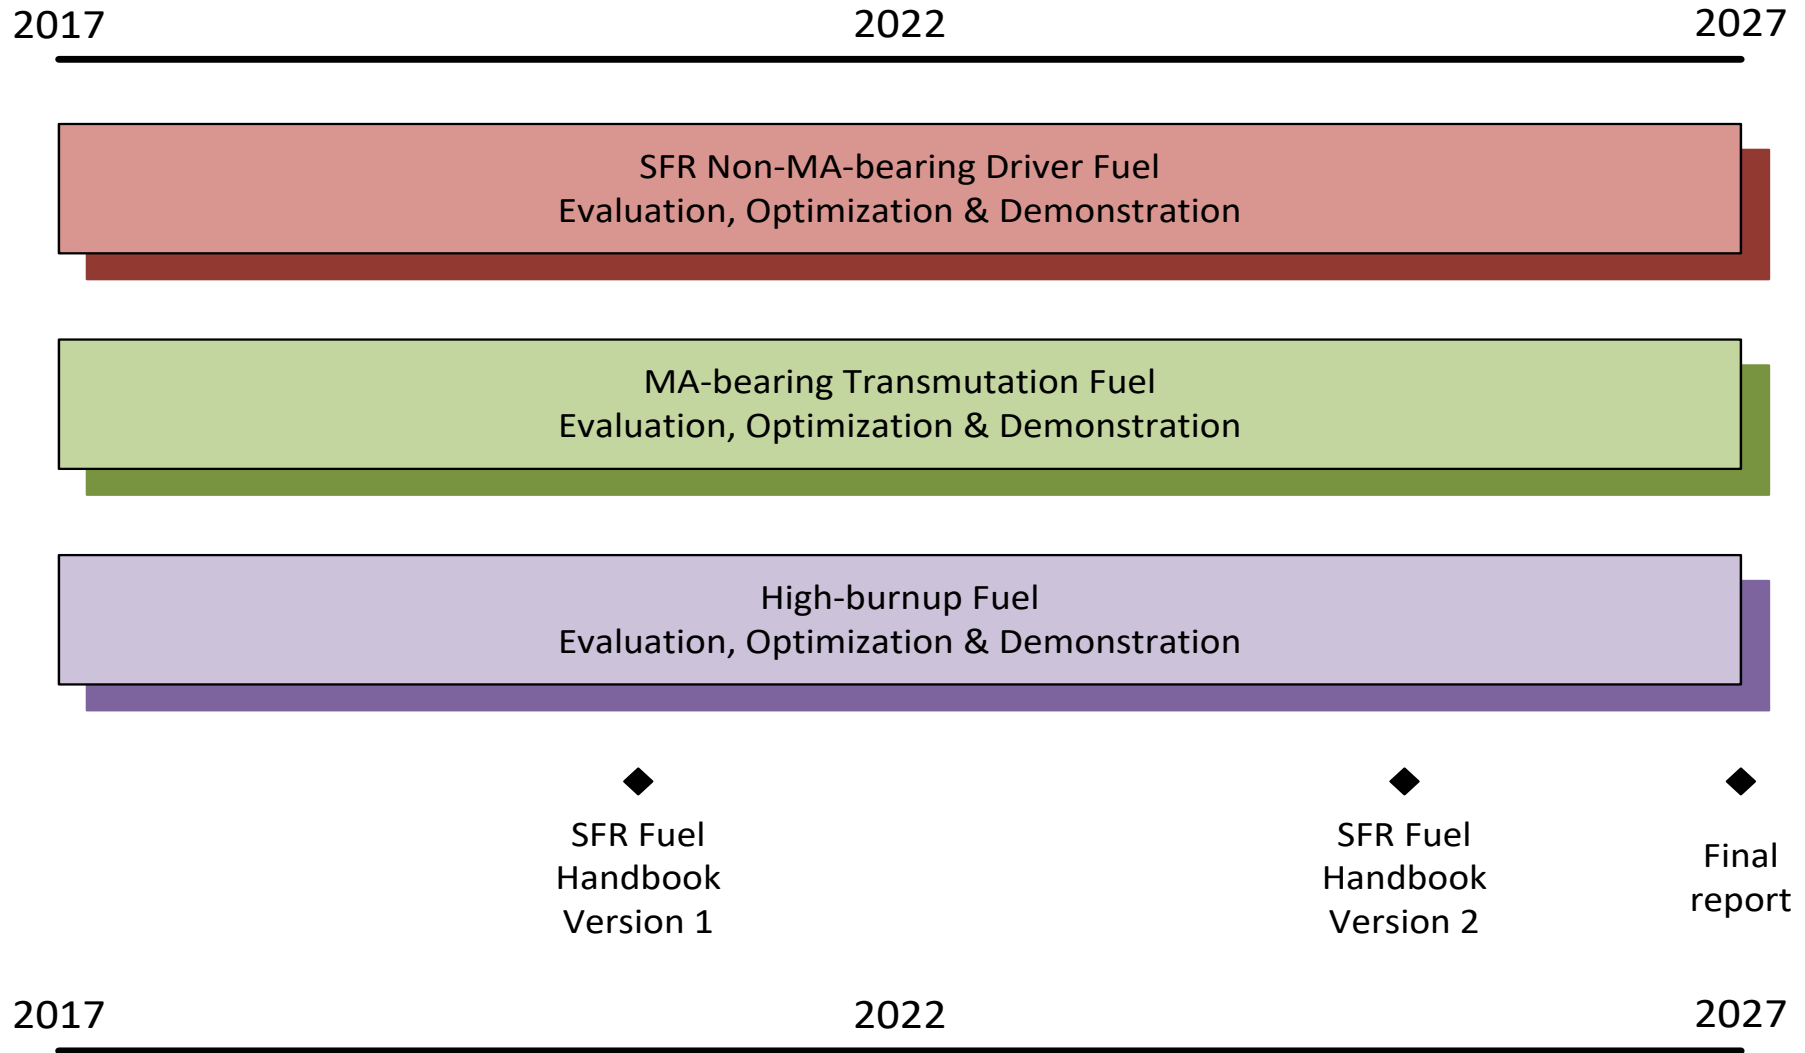 2017 2022 2027
SFR Non-MA-bearing Driver Fuel
Evaluation, Optimization & Demonstration
MA-bearing Transmutation Fuel
Evaluation, Optimization & Demonstration
High-burnup Fuel
Evaluation, Optimization & Demonstration
SFR Fuel
Handbook
Version 1
SFR Fuel
Handbook
Version 2
Final
report
2017 2022 2027